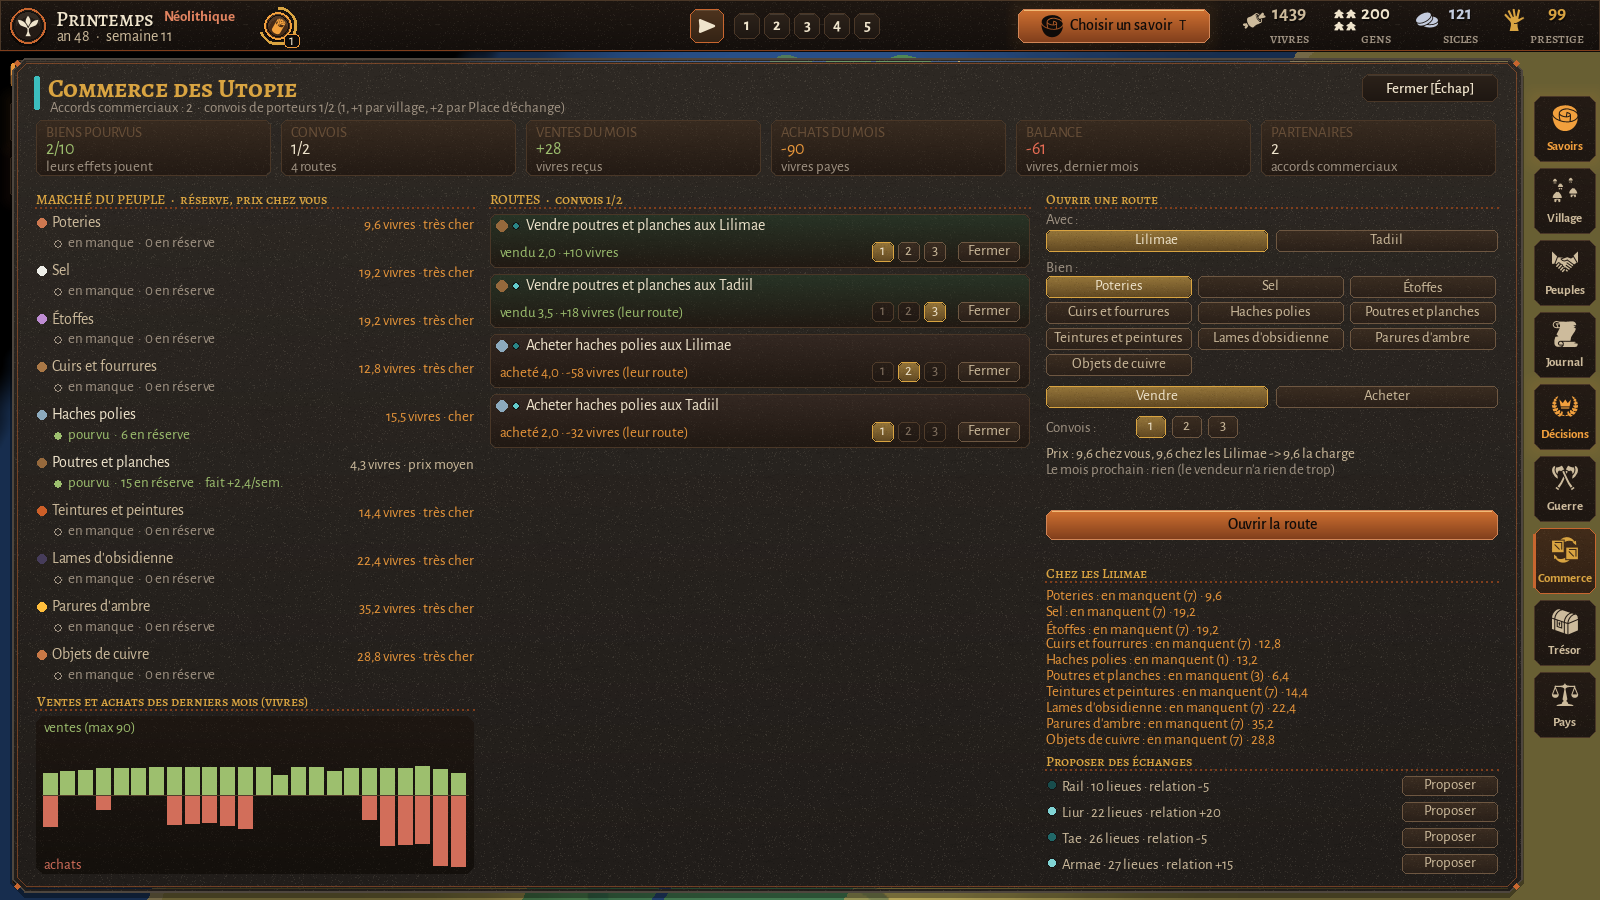 Printemps Néolithique
an 48 · semaine 11
1
1 2 3 4 5
Choisir un savoir T
1439
VIVRES
200
GENS
121
SICLES
99
PRESTIGE
Commerce des Utopie
Accords commerciaux : 2 · convois de porteurs 1/2 (1, +1 par village, +2 par Place d'échange)
Fermer [Échap]
BIENS POURVUS
2/10
leurs effets jouent
CONVOIS
1/2
4 routes
VENTES DU MOIS
+28
vivres reçus
ACHATS DU MOIS
-90
vivres payes
BALANCE
-61
vivres, dernier mois
PARTENAIRES
2
accords commerciaux
MARCHÉ DU PEUPLE · RÉSERVE, PRIX CHEZ VOUS
Poteries 9,6 vivres · très cher
en manque · 0 en réserve
Sel 19,2 vivres · très cher
en manque · 0 en réserve
Étoffes 19,2 vivres · très cher
en manque · 0 en réserve
Cuirs et fourrures 12,8 vivres · très cher
en manque · 0 en réserve
Haches polies 15,5 vivres · cher
pourvu · 6 en réserve
Poutres et planches 4,3 vivres · prix moyen
pourvu · 15 en réserve · fait +2,4/sem.
Teintures et peintures 14,4 vivres · très cher
en manque · 0 en réserve
Lames d'obsidienne 22,4 vivres · très cher
en manque · 0 en réserve
Parures d'ambre 35,2 vivres · très cher
en manque · 0 en réserve
Objets de cuivre 28,8 vivres · très cher
en manque · 0 en réserve
Ventes et achats des derniers mois (vivres)
ventes (max 90)
achats
ROUTES · CONVOIS 1/2
Vendre poutres et planches aux Lilimae
vendu 2,0 · +10 vivres 1 2 3 Fermer
Vendre poutres et planches aux Tadiil
vendu 3,5 · +18 vivres (leur route) 1 2 3 Fermer
Acheter haches polies aux Lilimae
acheté 4,0 · -58 vivres (leur route) 1 2 3 Fermer
Acheter haches polies aux Tadiil
acheté 2,0 · -32 vivres (leur route) 1 2 3 Fermer
Ouvrir une route
Avec :
Lilimae Tadiil
Bien :
Poteries Sel Étoffes
Cuirs et fourrures Haches polies Poutres et planches
Teintures et peintures Lames d'obsidienne Parures d'ambre
Objets de cuivre
Vendre Acheter
Convois : 1 2 3
Prix : 9,6 chez vous, 9,6 chez les Lilimae -> 9,6 la charge
Le mois prochain : rien (le vendeur n'a rien de trop)
Ouvrir la route
Chez les Lilimae
Poteries : en manquent (7) · 9,6
Sel : en manquent (7) · 19,2
Étoffes : en manquent (7) · 19,2
Cuirs et fourrures : en manquent (7) · 12,8
Haches polies : en manquent (1) · 13,2
Poutres et planches : en manquent (3) · 6,4
Teintures et peintures : en manquent (7) · 14,4
Lames d'obsidienne : en manquent (7) · 22,4
Parures d'ambre : en manquent (7) · 35,2
Objets de cuivre : en manquent (7) · 28,8
Proposer des échanges
Rail · 10 lieues · relation -5 Proposer
Liur · 22 lieues · relation +20 Proposer
Tae · 26 lieues · relation -5 Proposer
Armae · 27 lieues · relation +15 Proposer
Savoirs
Village
Peuples
Journal
Décisions
Guerre
Commerce
Trésor
Pays